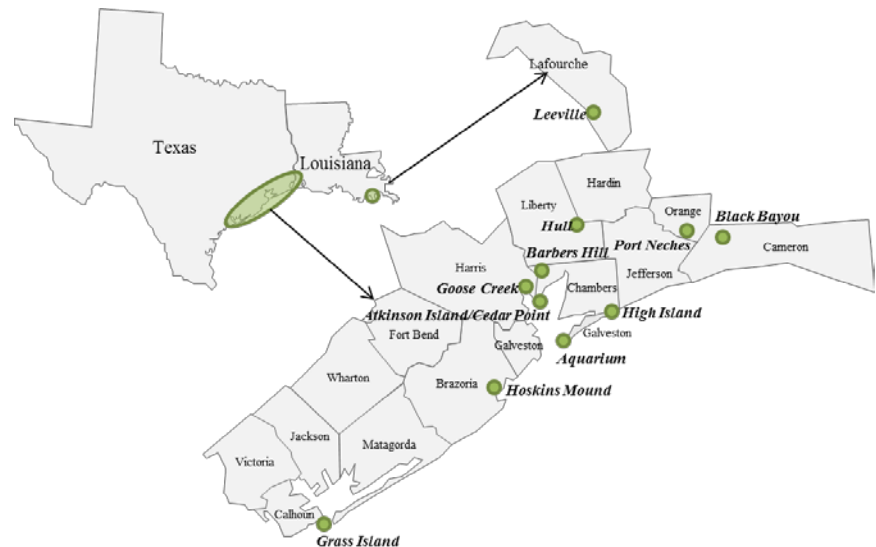 Lafourche
Leeville
Texas
Louisiana
Hardin
Liberty
Orange
Black Bayou
Hull
Port Neches
Cameron
Barbers Hill
Harris
Jefferson
Goose Creek
Chambers
Atkinson Island/Cedar Point
High Island
Fort Bend
Galveston
Galveston
Aquarium
Wharton
Brazoria
Hoskins Mound
Jackson
Matagorda
Victoria
Calhoun
Grass Island